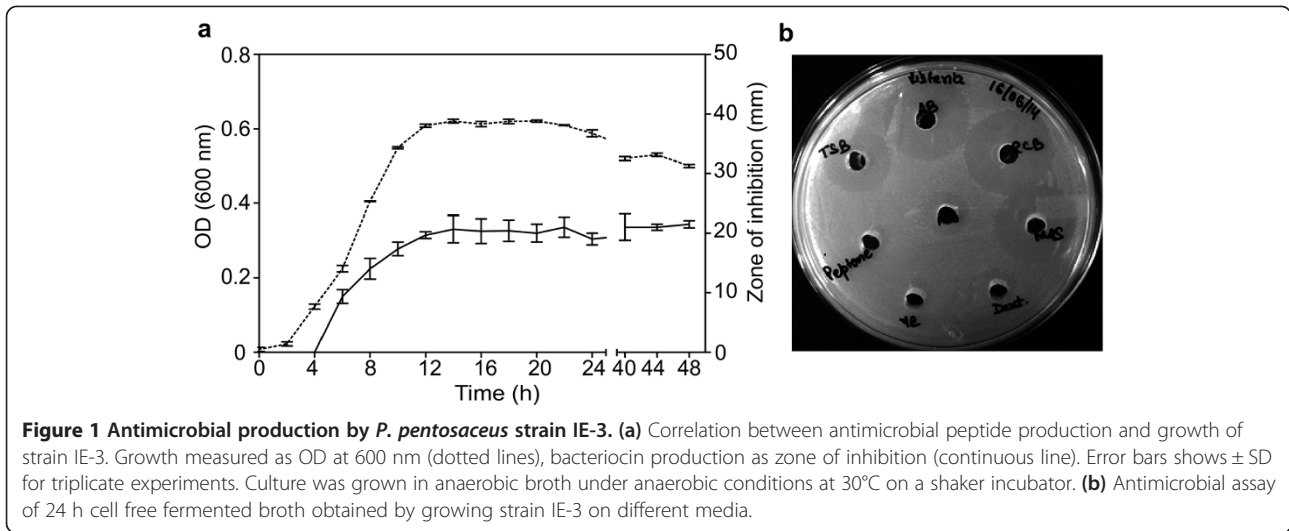 a
b
0.8
0.6
0.4
0.2
0
OD (600 nm)
50
40
30
20
10
0
Zone of inhibition (mm)
0 4 8 12 16 20 24 40 44 48
Time (h)
16/06/14
AB
TSB
RCB
MRS
Peptone
Dext.
Figure 1 Antimicrobial production by P. pentosaceus strain IE-3. (a) Correlation between antimicrobial peptide production and growth of
strain IE-3. Growth measured as OD at 600 nm (dotted lines), bacteriocin production as zone of inhibition (continuous line). Error bars shows ± SD
for triplicate experiments. Culture was grown in anaerobic broth under anaerobic conditions at 30°C on a shaker incubator. (b) Antimicrobial assay
of 24 h cell free fermented broth obtained by growing strain IE-3 on different media.